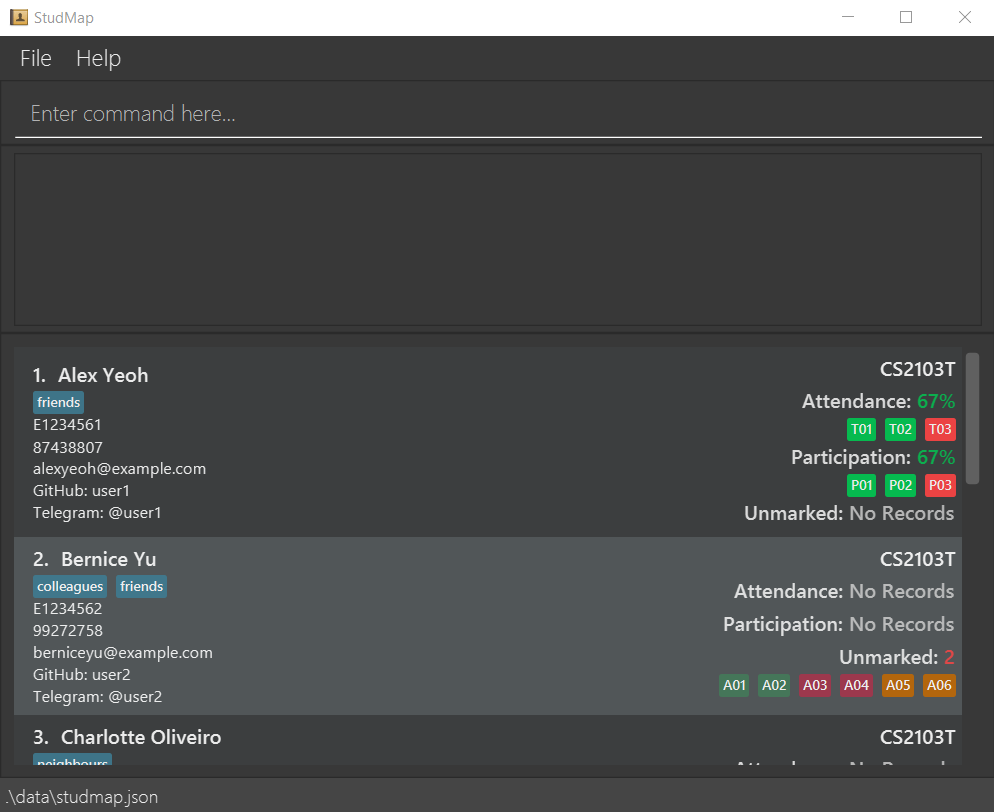 StudMap
File Help
Enter command here...
1. Alex Yeoh
CS2103T
friends
Attendance: 67%
E1234561
T01 T02 T03
87438807
Participation: 67%
alexyeoh@example.com
P01 P02 P03
GitHub: user1
Telegram: @user1
Unmarked: No Records
2. Bernice Yu
CS2103T
colleagues friends
Attendance: No Records
E1234562
99272758
Participation: No Records
berniceyu@example.com
Unmarked: 2
GitHub: user2
A01 A02 A03 A04 A05 A06
Telegram: @user2
3. Charlotte Oliveiro
CS2103T
neighbours
Attendance: No Records
.\data\studmap.json